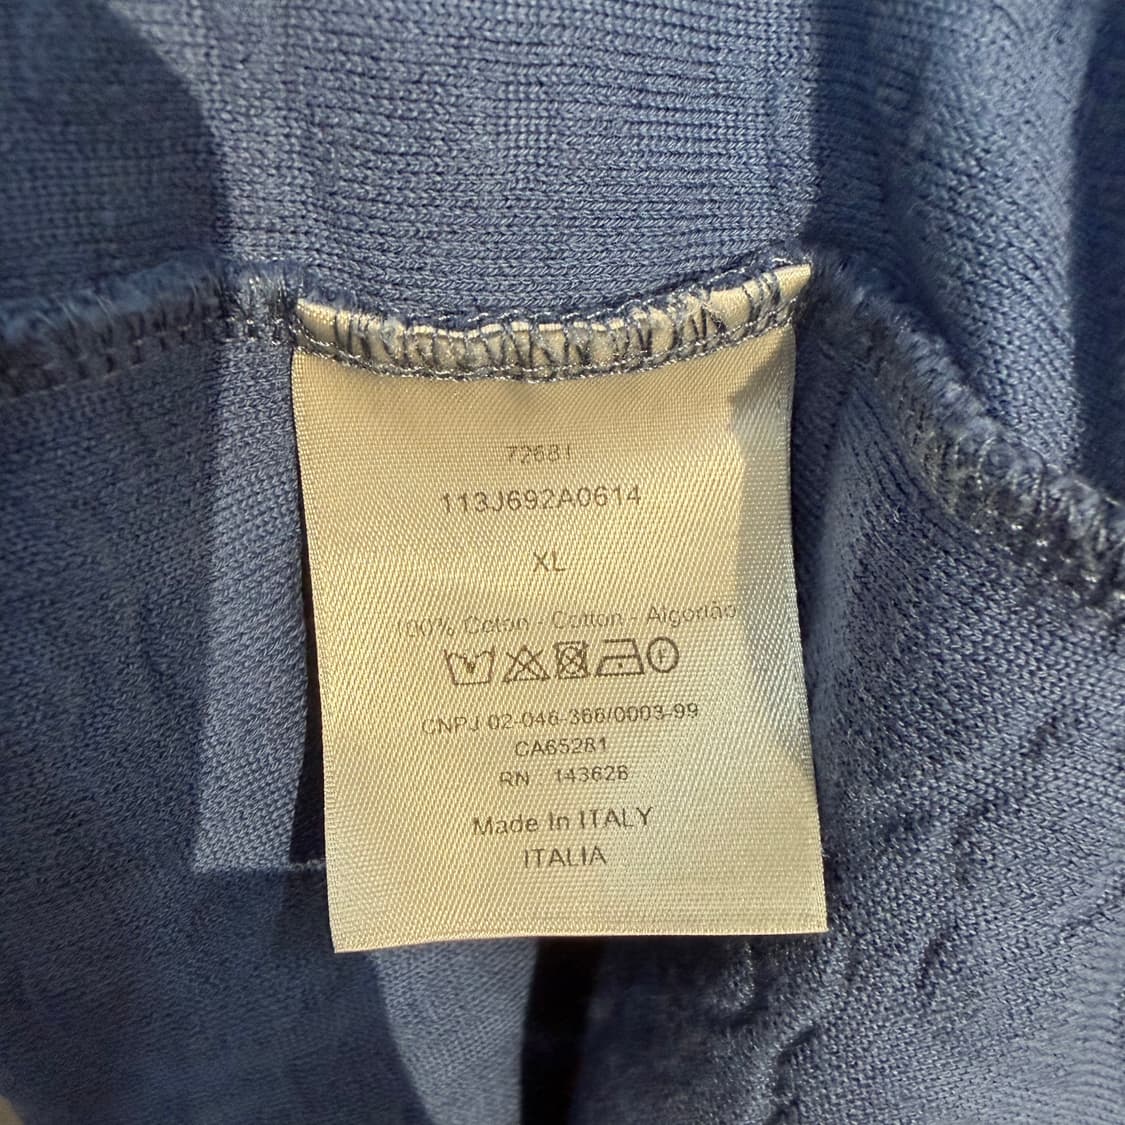 72681
113J692A0614
XL
100% Coton - Cotton - Algodão
CNPJ 02-046-366/0003-99
CA65281
RN 143628
Made In ITALY
ITALIA